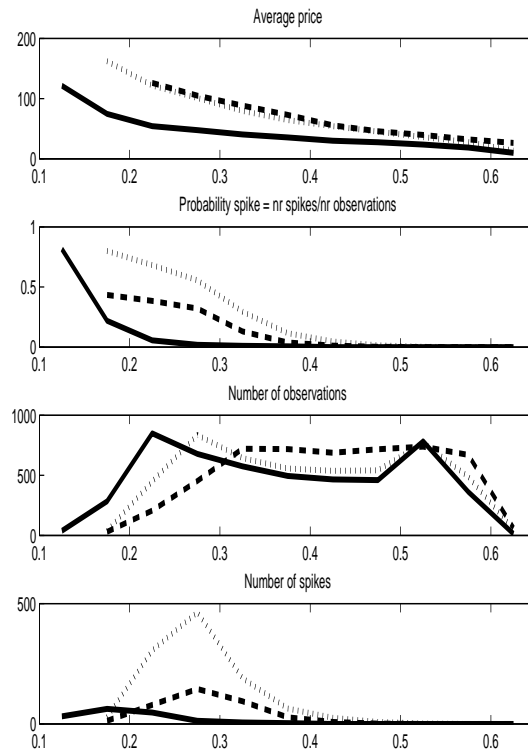 Average price
200
100
0
0.1 0.2 0.3 0.4 0.5 0.6
Probability spike = nr spikes/nr observations
1
0.5
0
0.1 0.2 0.3 0.4 0.5 0.6
Number of observations
1000
500
0
0.1 0.2 0.3 0.4 0.5 0.6
Number of spikes
500
0
0.1 0.2 0.3 0.4 0.5 0.6